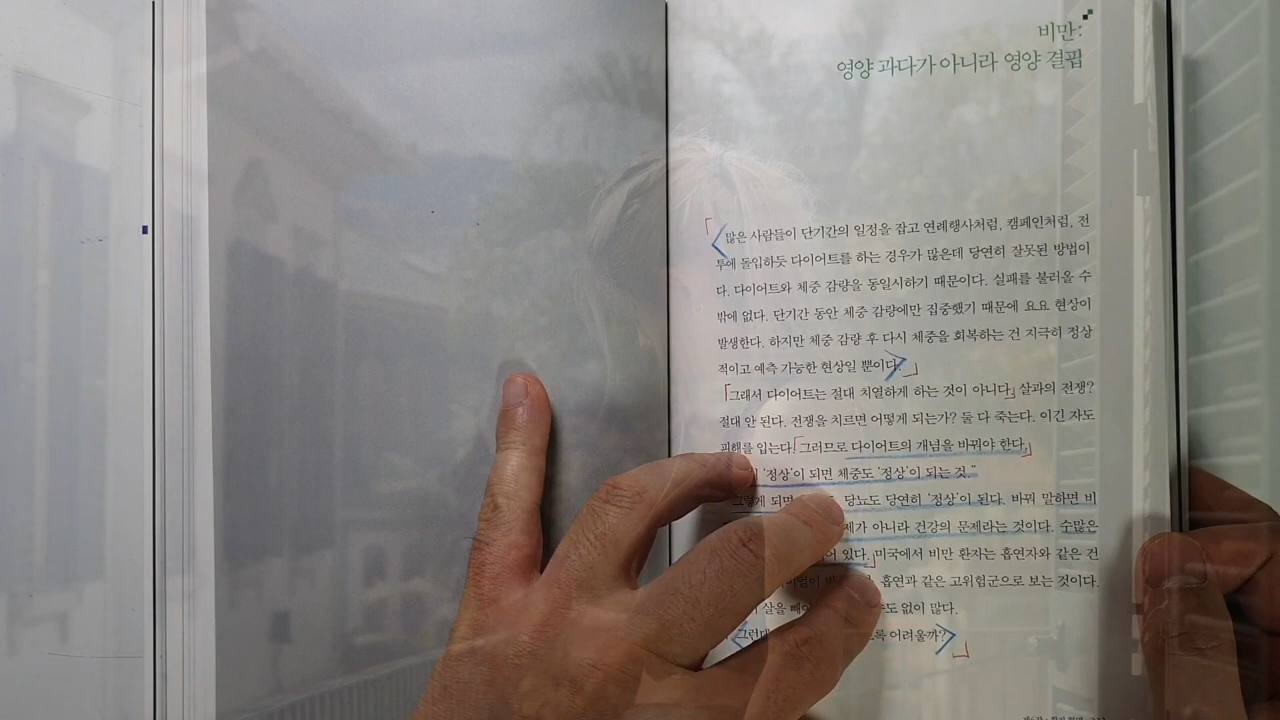 비만:
영양 과다가 아니라 영양 결핍
많은 사람들이 단기간의 일정을 잡고 연례행사처럼, 캠페인처럼, 전
투에 돌입하듯 다이어트를 하는 경우가 많은데 당연히 잘못된 방법이
다. 다이어트와 체중 감량을 동일시하기 때문이다. 실패를 불러올 수
밖에 없다. 단기간 동안 체중 감량에만 집중했기 때문에 요요 현상이
발생한다. 하지만 체중 감량 후 다시 체중을 회복하는 건 지극히 정상
적이고 예측 가능한 현상일 뿐이다.
그래서 다이어트는 절대 치열하게 하는 것이 아니다. 살과의 전쟁?
절대 안 된다. 전쟁을 치르면 어떻게 되는가? 둘 다 죽는다. 이긴 자도
피해를 입는다. 그러므로 다이어트의 개념을 바꿔야 한다.
'정상'이 되면 체중도 '정상'이 되는 것."
그렇게 되면 당뇨도 당연히 '정상'이 된다. 바꿔 말하면 비
아니라 건강의 문제라는 것이다. 수많은
있다. 미국에서 비만 환자는 흡연자와 같은 건
흡연과 같은 고위험군으로 보는 것이다.
살을 없이 많다.
그런데 어려울까?